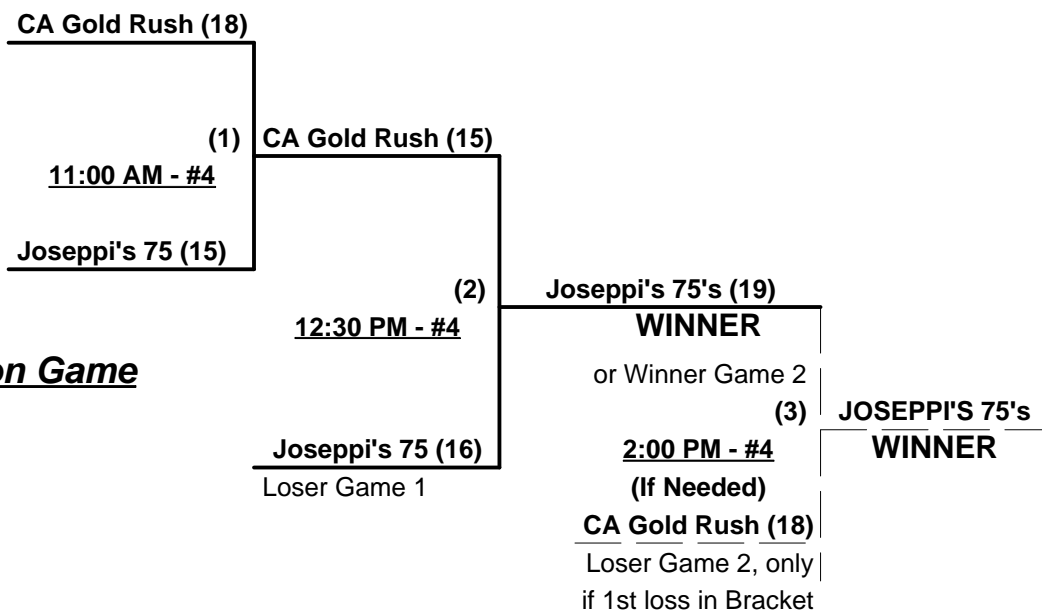 CA Gold Rush (18)
(1)
11:00 AM - #4
Joseppi's 75 (15)
CA Gold Rush (15)
(2)
12:30 PM - #4
on Game
Joseppi's 75 (16)
Loser Game 1
Joseppi's 75's (19)
WINNER
or Winner Game 2
(3)
2:00 PM - #4
(If Needed)
CA Gold Rush (18)
Loser Game 2, only
if 1st loss in Bracket
JOSEPPI'S 75's
WINNER